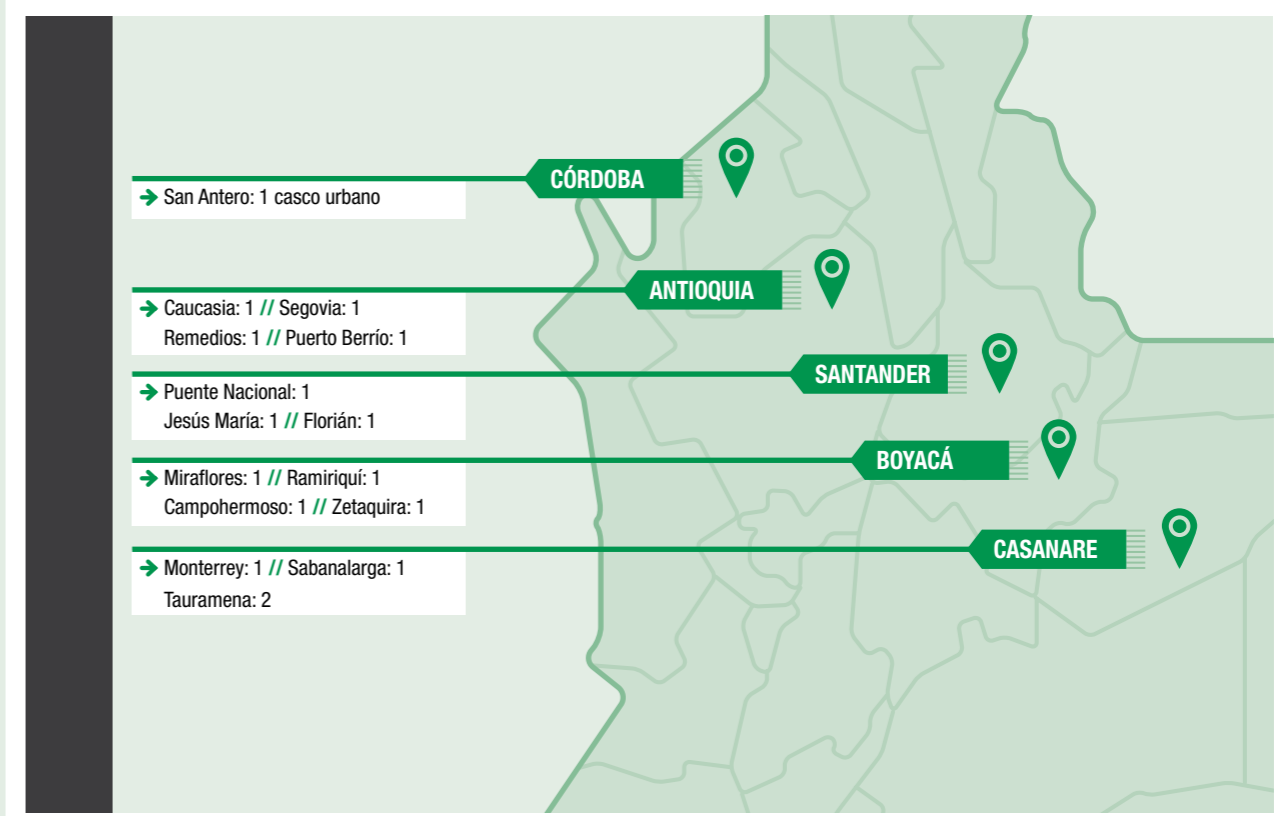 CÓRDOBA
→ San Antero: 1 casco urbano
ANTIOQUIA
→ Caucasia: 1 // Segovia: 1
Remedios: 1 // Puerto Berrío: 1
SANTANDER
→ Puente Nacional: 1
Jesús María: 1 // Florián: 1
BOYACÁ
→ Miraflores: 1 // Ramiriquí: 1
Campohermoso: 1 // Zetaquira: 1
CASANARE
→ Monterrey: 1 // Sabanalarga: 1
Tauramena: 2